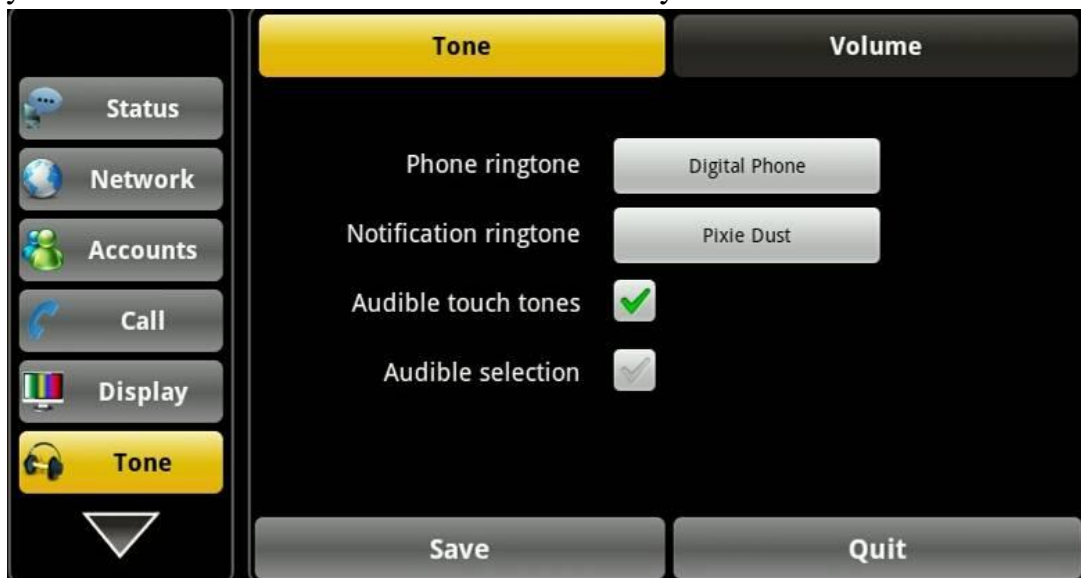 Tone
Volume
Status
Network
Accounts
Call
Display
Tone
Phone ringtone
Digital Phone
Notification ringtone
Pixie Dust
Audible touch tones
Audible selection
Save
Quit